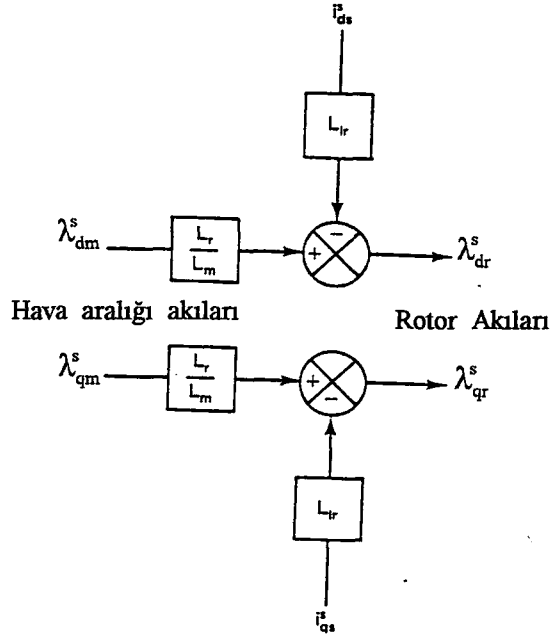 i^s_ds
L_lr
−
λ^s_dm
L_r
L_m
+
λ^s_dr
Hava aralığı akıları
Rotor Akıları
λ^s_qm
L_r
L_m
+
−
λ^s_qr
L_lr
i^s_qs